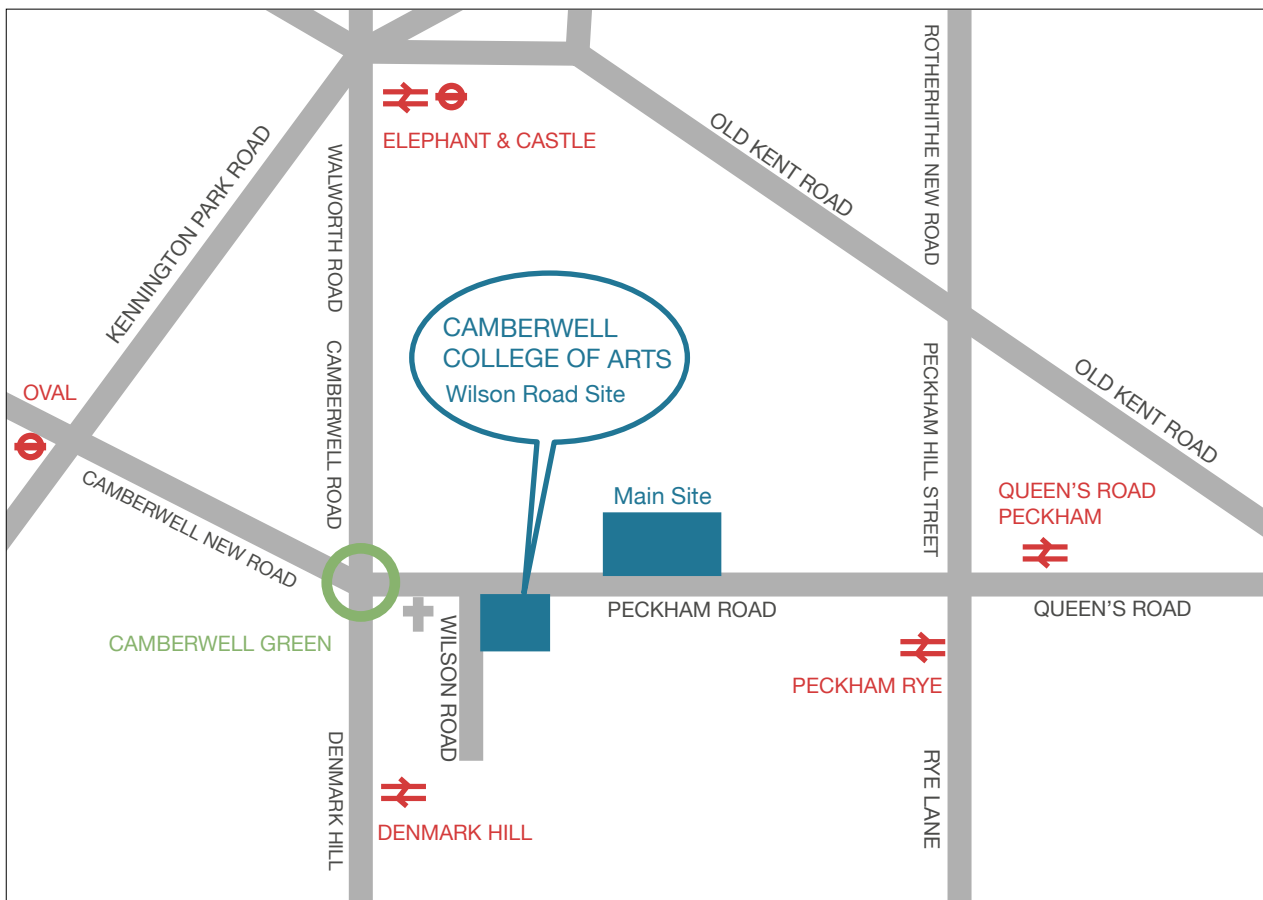 ROTHERHITHE NEW ROAD
ELEPHANT & CASTLE
OLD KENT ROAD
KENNINGTON PARK ROAD
WALWORTH ROAD
CAMBERWELL
COLLEGE OF ARTS
Wilson Road Site
CAMBERWELL ROAD
PECKHAM HILL STREET
OLD KENT ROAD
OVAL
CAMBERWELL NEW ROAD
Main Site
QUEEN'S ROAD
PECKHAM
PECKHAM ROAD
QUEEN'S ROAD
CAMBERWELL GREEN
WILSON ROAD
PECKHAM RYE
DENMARK HILL
DENMARK HILL
RYE LANE